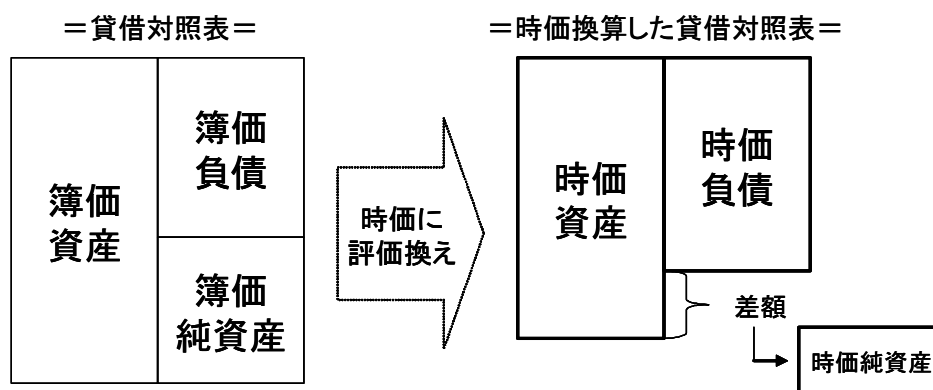 ＝貸借対照表＝
簿価
資産
簿価
負債
簿価
純資産
時価に
評価換え
＝時価換算した貸借対照表＝
時価
資産
時価
負債
差額
時価純資産